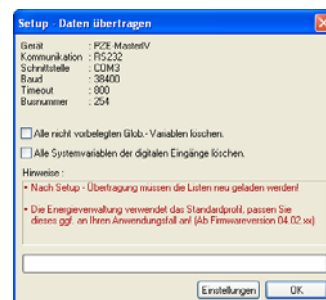 Setup - Daten übertragen
Gerät : PZE-MasterIV
Kommunikation : RS232
Schnittstelle : COM3
Baud : 38400
Timeout : 800
Busnummer : 254
Alle nicht vorbelegten Glob.- Variablen löschen.
Alle Systemvariablen der digitalen Eingänge löschen.
Hinweise :
• Nach Setup - Übertragung müssen die Listen neu geladen werden!
• Die Energieverwaltung verwendet das Standardprofil, passen Sie
dieses ggf. an Ihren Anwendungsfall an! (Ab Firmwareversion 04.02.xx)
Einstellungen OK